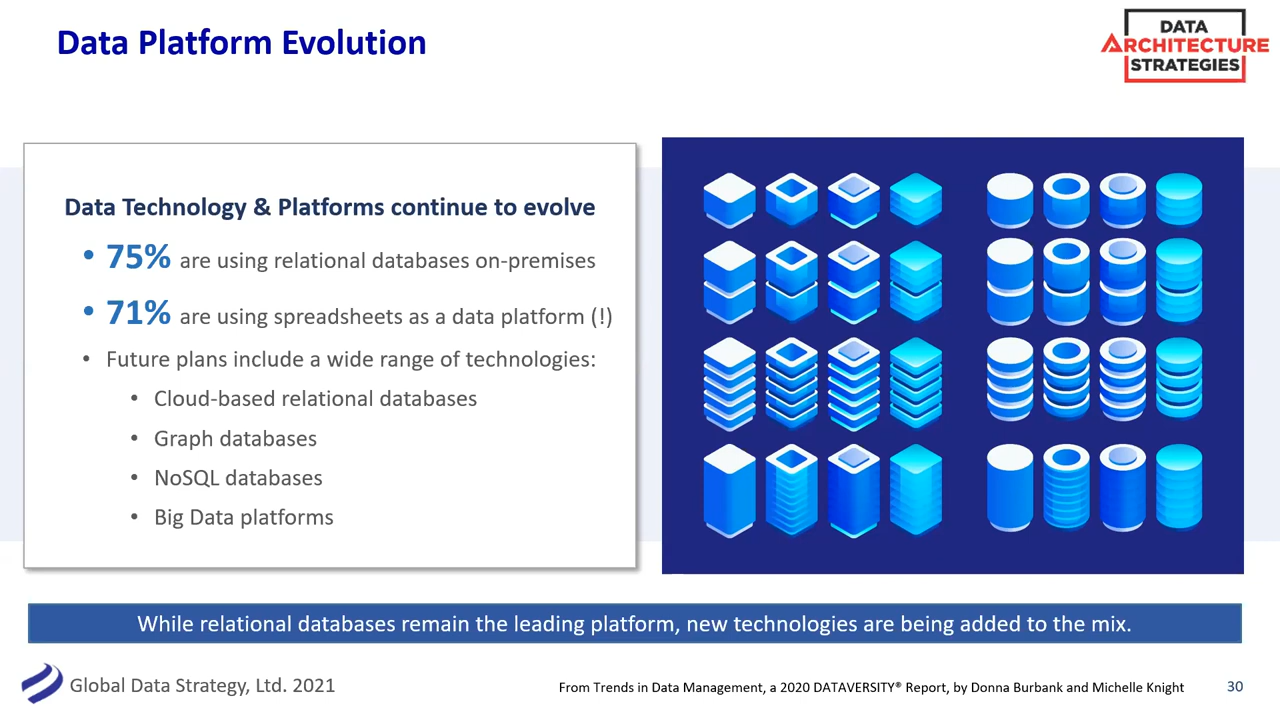 Data Platform Evolution
DATA
ARCHITECTURE
STRATEGIES
Data Technology & Platforms continue to evolve
• 75% are using relational databases on-premises
• 71% are using spreadsheets as a data platform (!)
• Future plans include a wide range of technologies:
• Cloud-based relational databases
• Graph databases
• NoSQL databases
• Big Data platforms
While relational databases remain the leading platform, new technologies are being added to the mix.
Global Data Strategy, Ltd. 2021
From Trends in Data Management, a 2020 DATAVERSITY® Report, by Donna Burbank and Michelle Knight
30